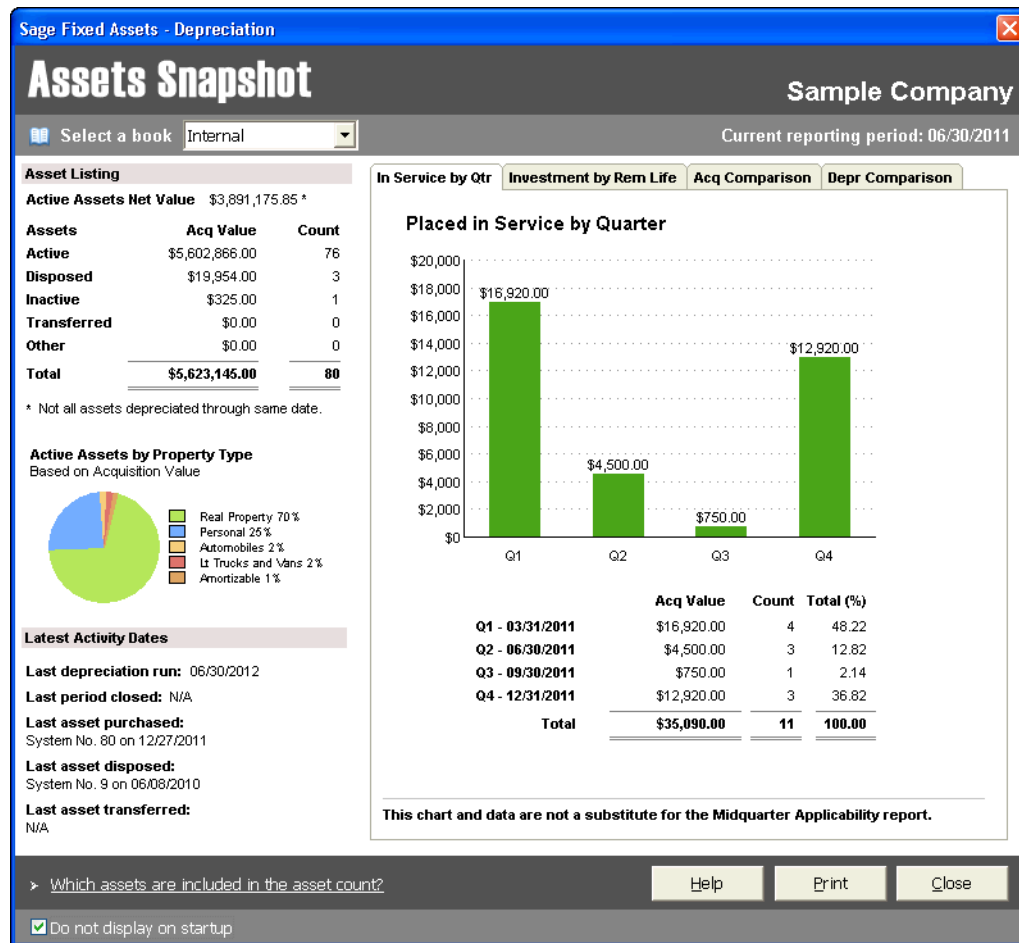 Sage Fixed Assets - Depreciation
Assets Snapshot
Sample Company
Select a book Internal
Current reporting period: 06/30/2011
Asset Listing
Active Assets Net Value $3,891,175.85 *
Assets Acq Value Count
Active $5,602,866.00 76
Disposed $19,954.00 3
Inactive $325.00 1
Transferred $0.00 0
Other $0.00 0
Total $5,623,145.00 80
* Not all assets depreciated through same date.
Active Assets by Property Type
Based on Acquisition Value
Real Property 70%
Personal 25%
Automobiles 2%
Lt Trucks and Vans 2%
Amortizable 1%
Latest Activity Dates
Last depreciation run: 06/30/2012
Last period closed: N/A
Last asset purchased:
System No. 80 on 12/27/2011
Last asset disposed:
System No. 9 on 06/08/2010
Last asset transferred:
N/A
In Service by Qtr Investment by Rem Life Acq Comparison Depr Comparison
Placed in Service by Quarter
$20,000
$18,000
$16,000
$14,000
$12,000
$10,000
$8,000
$6,000
$4,000
$2,000
$0
$16,920.00
$4,500.00
$750.00
$12,920.00
Q1 Q2 Q3 Q4
Acq Value Count Total (%)
Q1 - 03/31/2011 $16,920.00 4 48.22
Q2 - 06/30/2011 $4,500.00 3 12.82
Q3 - 09/30/2011 $750.00 1 2.14
Q4 - 12/31/2011 $12,920.00 3 36.82
Total $35,090.00 11 100.00
This chart and data are not a substitute for the Midquarter Applicability report.
Which assets are included in the asset count?
Help Print Close
Do not display on startup